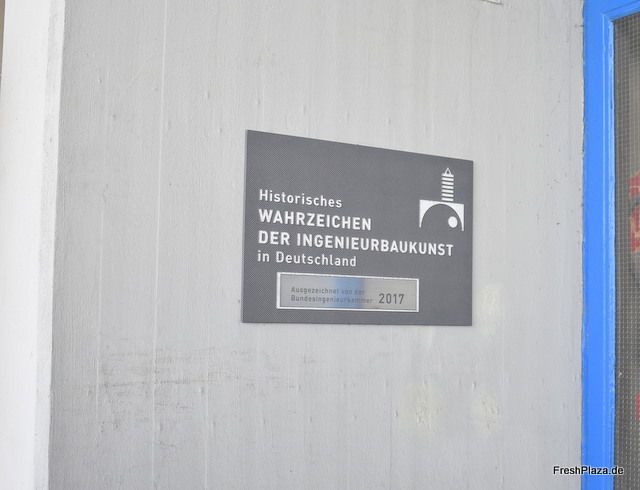 Historisches
WAHRZEICHEN
DER INGENIEURBAUKUNST
in Deutschland
Ausgezeichnet von der
Bundesingenieurkammer 2017
FreshPlaza.de